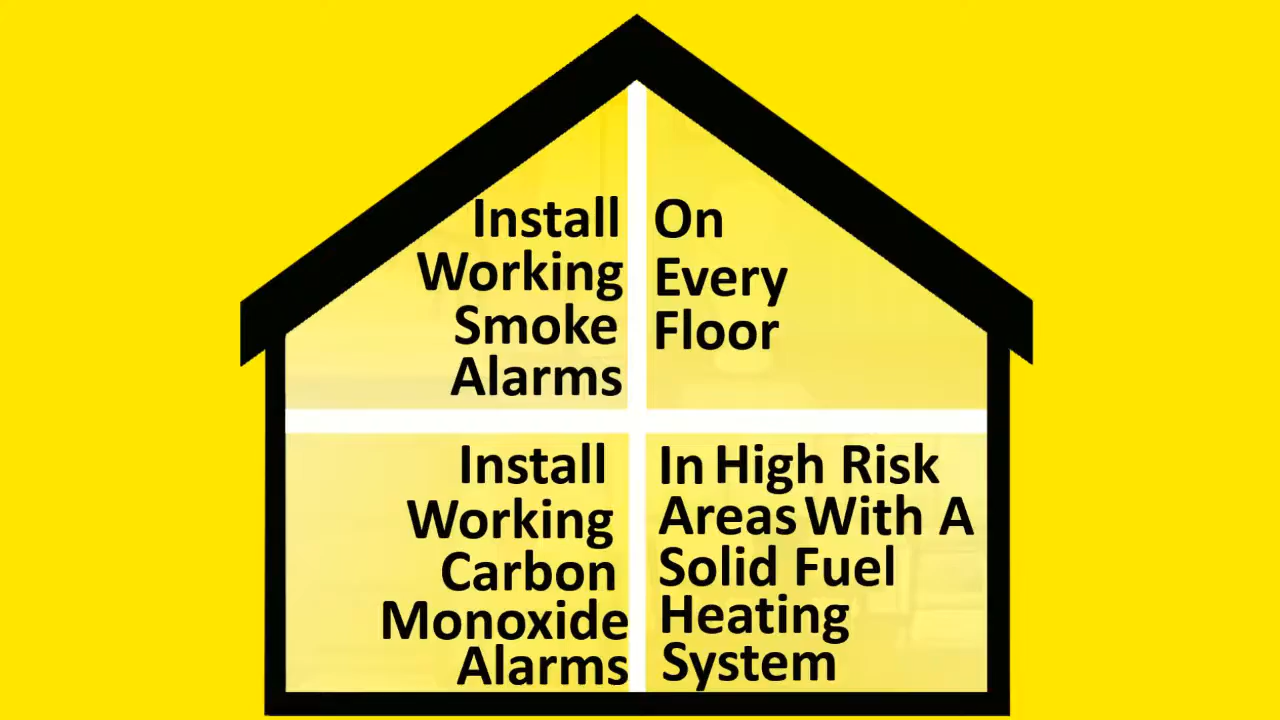 Install
Working
Smoke
Alarms
On
Every
Floor
Install
Working
Carbon
Monoxide
Alarms
In High Risk
Areas With A
Solid Fuel
Heating
System